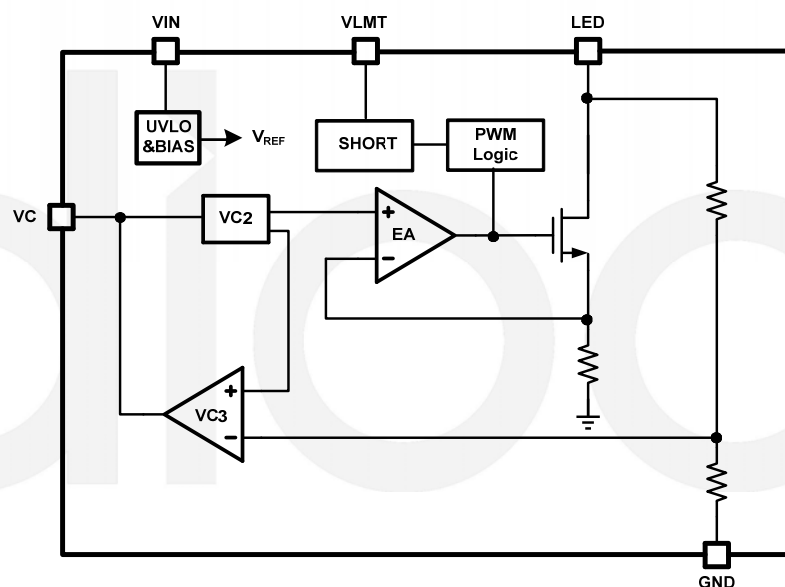 VIN
VLMT
LED
UVLO
&BIAS
VREF
SHORT
PWM
Logic
VC
VC2
+
EA
−
+
VC3
−
GND